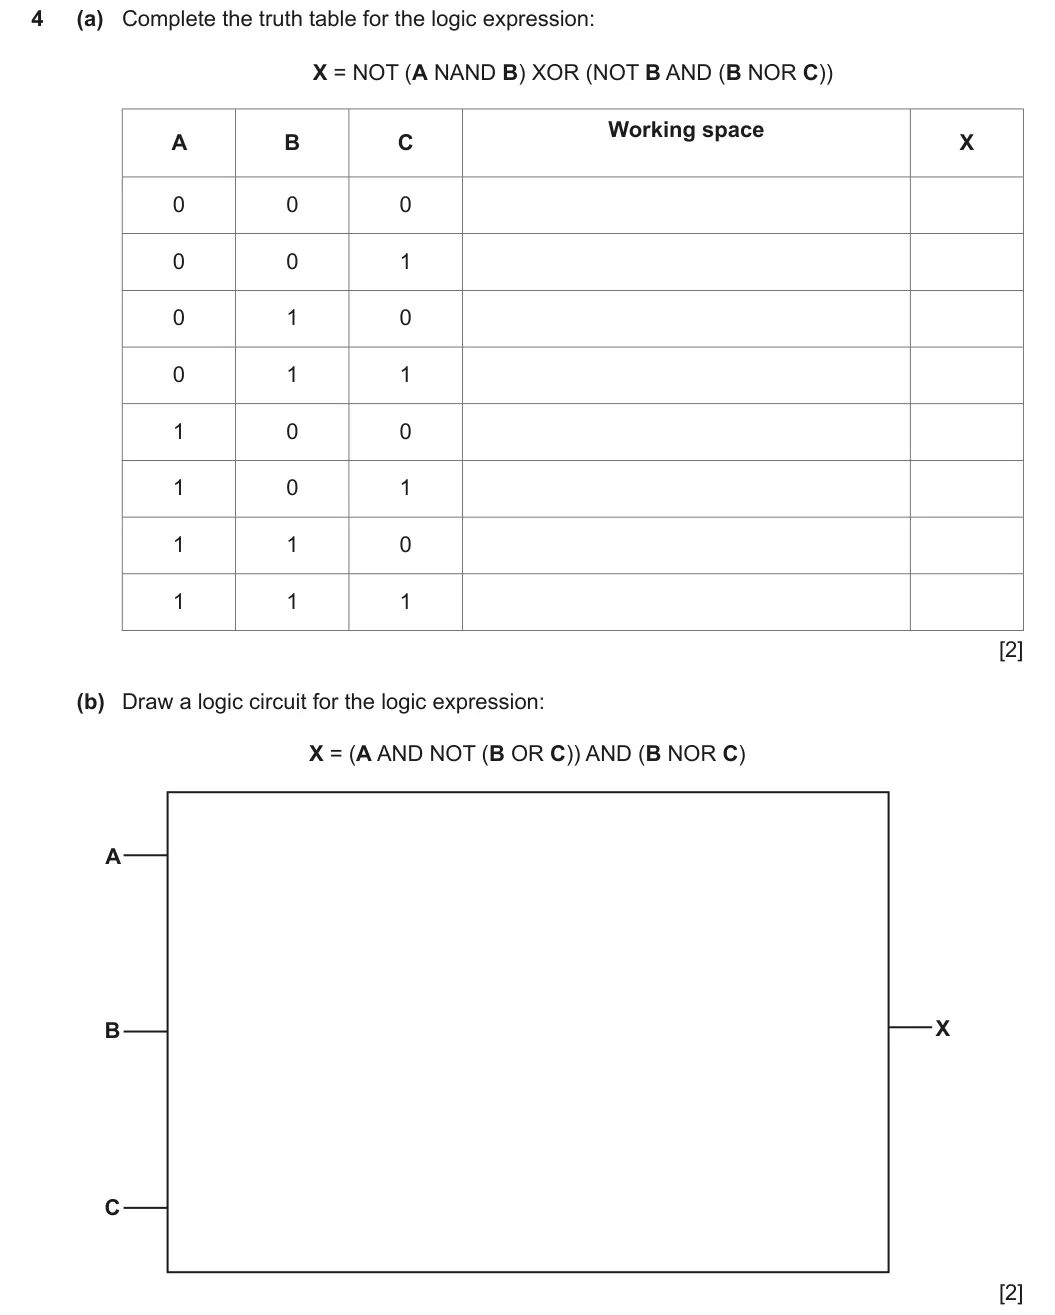 4 (a) Complete the truth table for the logic expression:
X = NOT (A NAND B) XOR (NOT B AND (B NOR C))
A B C Working space X
0 0 0
0 0 1
0 1 0
0 1 1
1 0 0
1 0 1
1 1 0
1 1 1
[2]
(b) Draw a logic circuit for the logic expression:
X = (A AND NOT (B OR C)) AND (B NOR C)
A
B
X
C
[2]